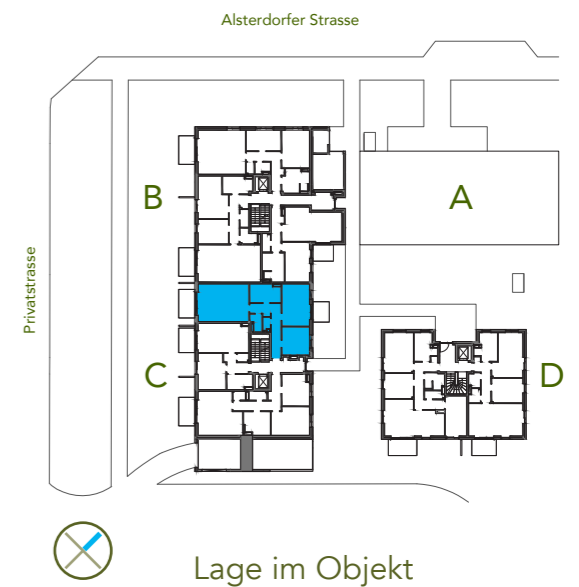 Alsterdorfer Strasse
B
A
Privatstrasse
C
D
Lage im Objekt